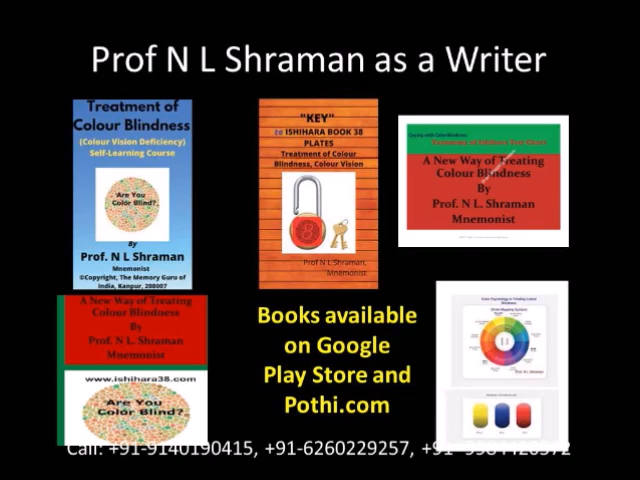 Prof N L Shraman as a Writer
Treatment of
Colour Blindness
(Colour Vision Deficiency)
Self-Learning Course
Are You
Color Blind?
By
Prof. N L Shraman
Mnemonist
©Copyright, The Memory Guru of
India, Kanpur, 208007
"KEY"
to ISHIHARA BOOK 38
PLATES
Treatment of Colour
Blindness, Colour Vision
8
Prof N L Shraman,
Mnemonist
Coping with Colorblindness
A New Way of Treating
Colour Blindness
By
Prof. N. L. Shraman
Mnemonist
A New Way of Treating
Colour Blindness
By
Prof. N. L. Shraman
Mnemonist
www.ishihara38.com
Are You
Color Blind?
Books available
on Google
Play Store and
Pothi.com
Call: +91-9140190415, +91-6260229257, +91-